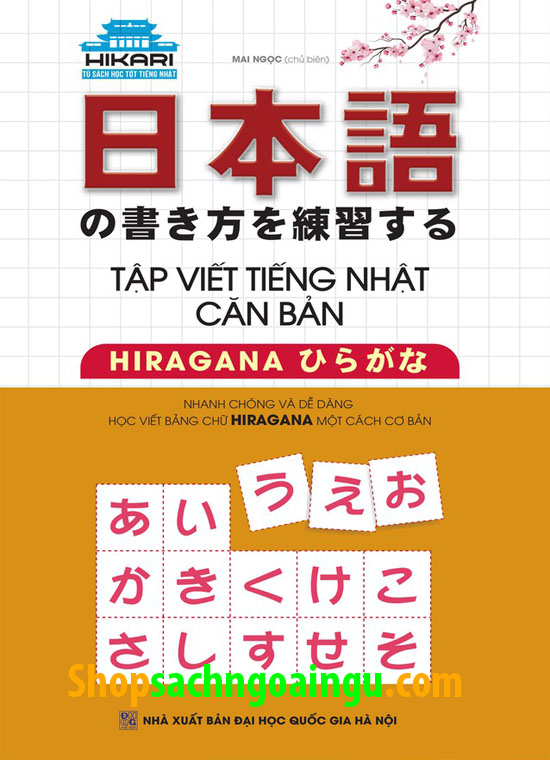 HIKARI
TỦ SÁCH HỌC TỐT TIẾNG NHẬT
MAI NGỌC (chủ biên)
日本語
の書き方を練習する
TẬP VIẾT TIẾNG NHẬT
CĂN BẢN
HIRAGANA ひらがな
NHANH CHÓNG VÀ DỄ DÀNG
HỌC VIẾT BẢNG CHỮ HIRAGANA MỘT CÁCH CƠ BẢN
あ い う え お
か き く け こ
さ し す せ そ
Shopsachngoaingu.com
NHÀ XUẤT BẢN ĐẠI HỌC QUỐC GIA HÀ NỘI